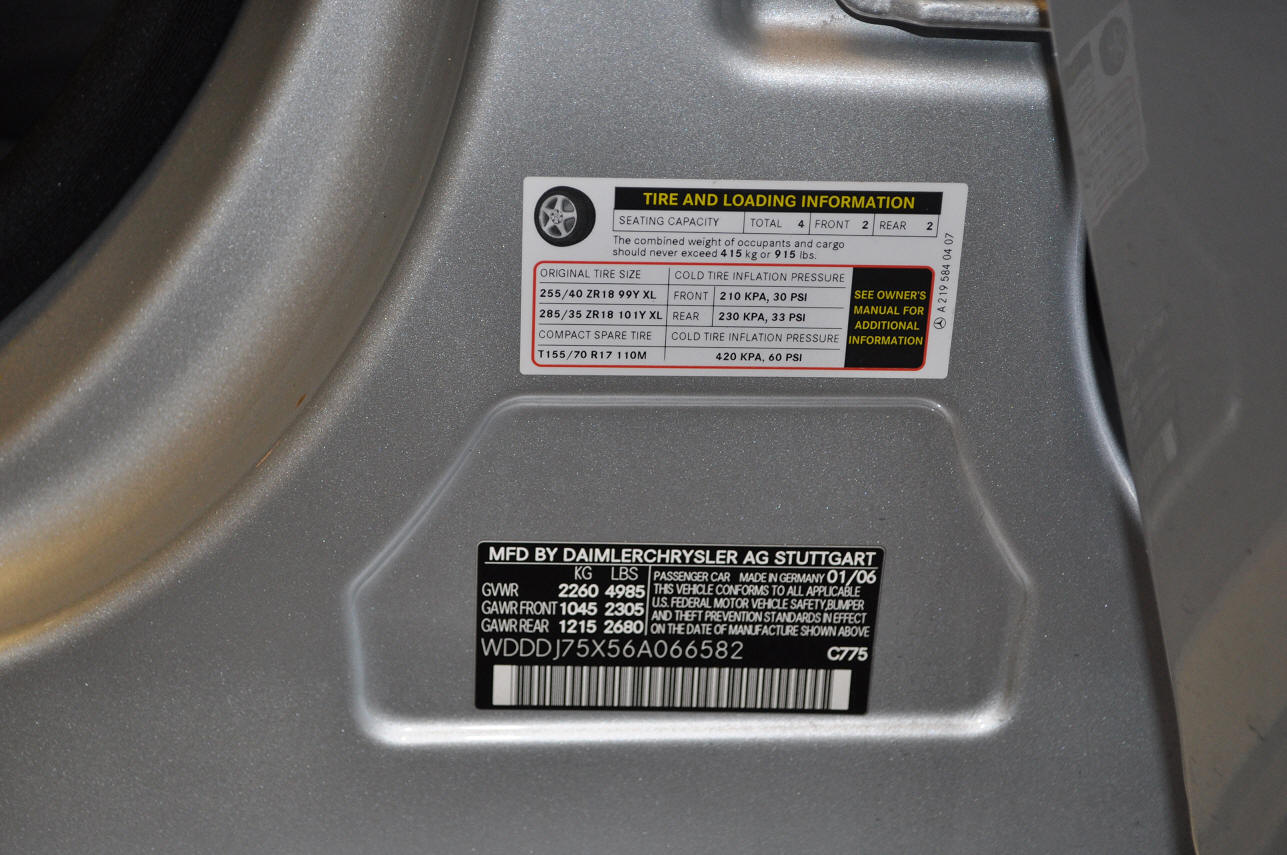 TIRE AND LOADING INFORMATION
SEATING CAPACITY TOTAL 4 FRONT 2 REAR 2
The combined weight of occupants and cargo
should never exceed 415 kg or 915 lbs.
ORIGINAL TIRE SIZE COLD TIRE INFLATION PRESSURE
255/40 ZR18 99Y XL FRONT 210 KPA, 30 PSI
285/35 ZR18 101Y XL REAR 230 KPA, 33 PSI
COMPACT SPARE TIRE COLD TIRE INFLATION PRESSURE
T155/70 R17 110M 420 KPA, 60 PSI
SEE OWNER'S
MANUAL FOR
ADDITIONAL
INFORMATION
A 219 584 04 07
MFD BY DAIMLERCHRYSLER AG STUTTGART
KG LBS
GVWR 2260 4985
GAWR FRONT 1045 2305
GAWR REAR 1215 2680
PASSENGER CAR MADE IN GERMANY 01/06
THIS VEHICLE CONFORMS TO ALL APPLICABLE
U.S. FEDERAL MOTOR VEHICLE SAFETY,BUMPER
AND THEFT PREVENTION STANDARDS IN EFFECT
ON THE DATE OF MANUFACTURE SHOWN ABOVE
WDDDJ75X56A066582 C775